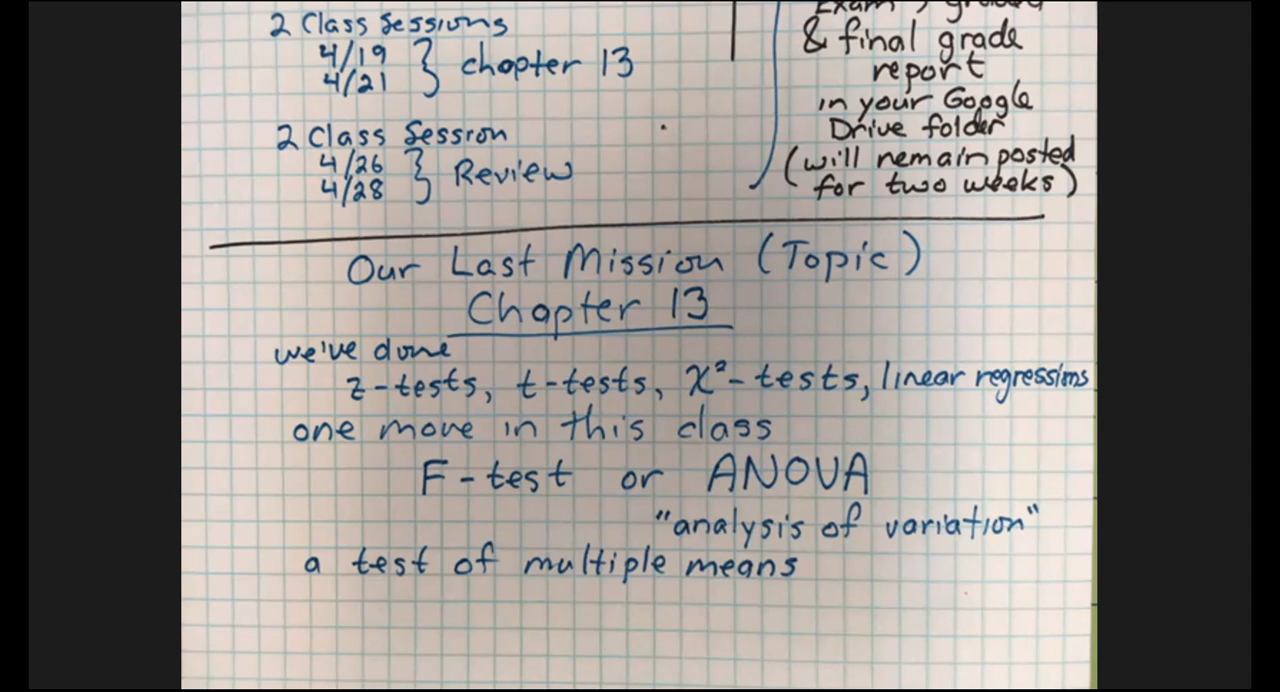 2 Class Sessions
4/19
4/21 } chapter 13
2 Class Session
4/26
4/28 } Review
& final grade
report
in your Google
Drive folder
(will remain posted
for two weeks)
Our Last Mission (Topic)
Chapter 13
we've done
z-tests, t-tests, χ²-tests, linear regressions
one move in this class
F-test or ANOVA
"analysis of variation"
a test of multiple means